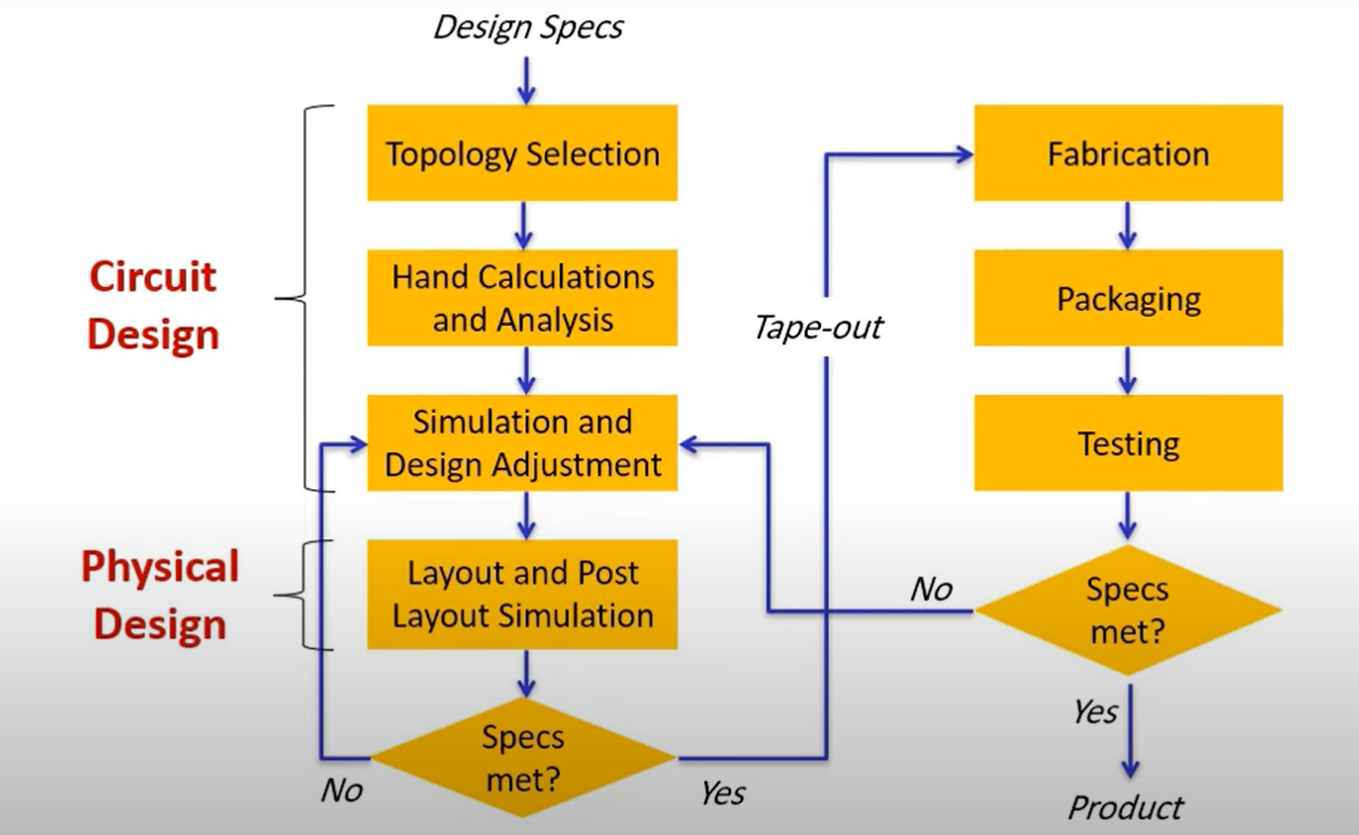 Design Specs
Topology Selection
Hand Calculations
and Analysis
Simulation and
Design Adjustment
Layout and Post
Layout Simulation
Specs
met?
No
Yes
Circuit
Design
Physical
Design
Tape-out
Fabrication
Packaging
Testing
Specs
met?
No
Yes
Product